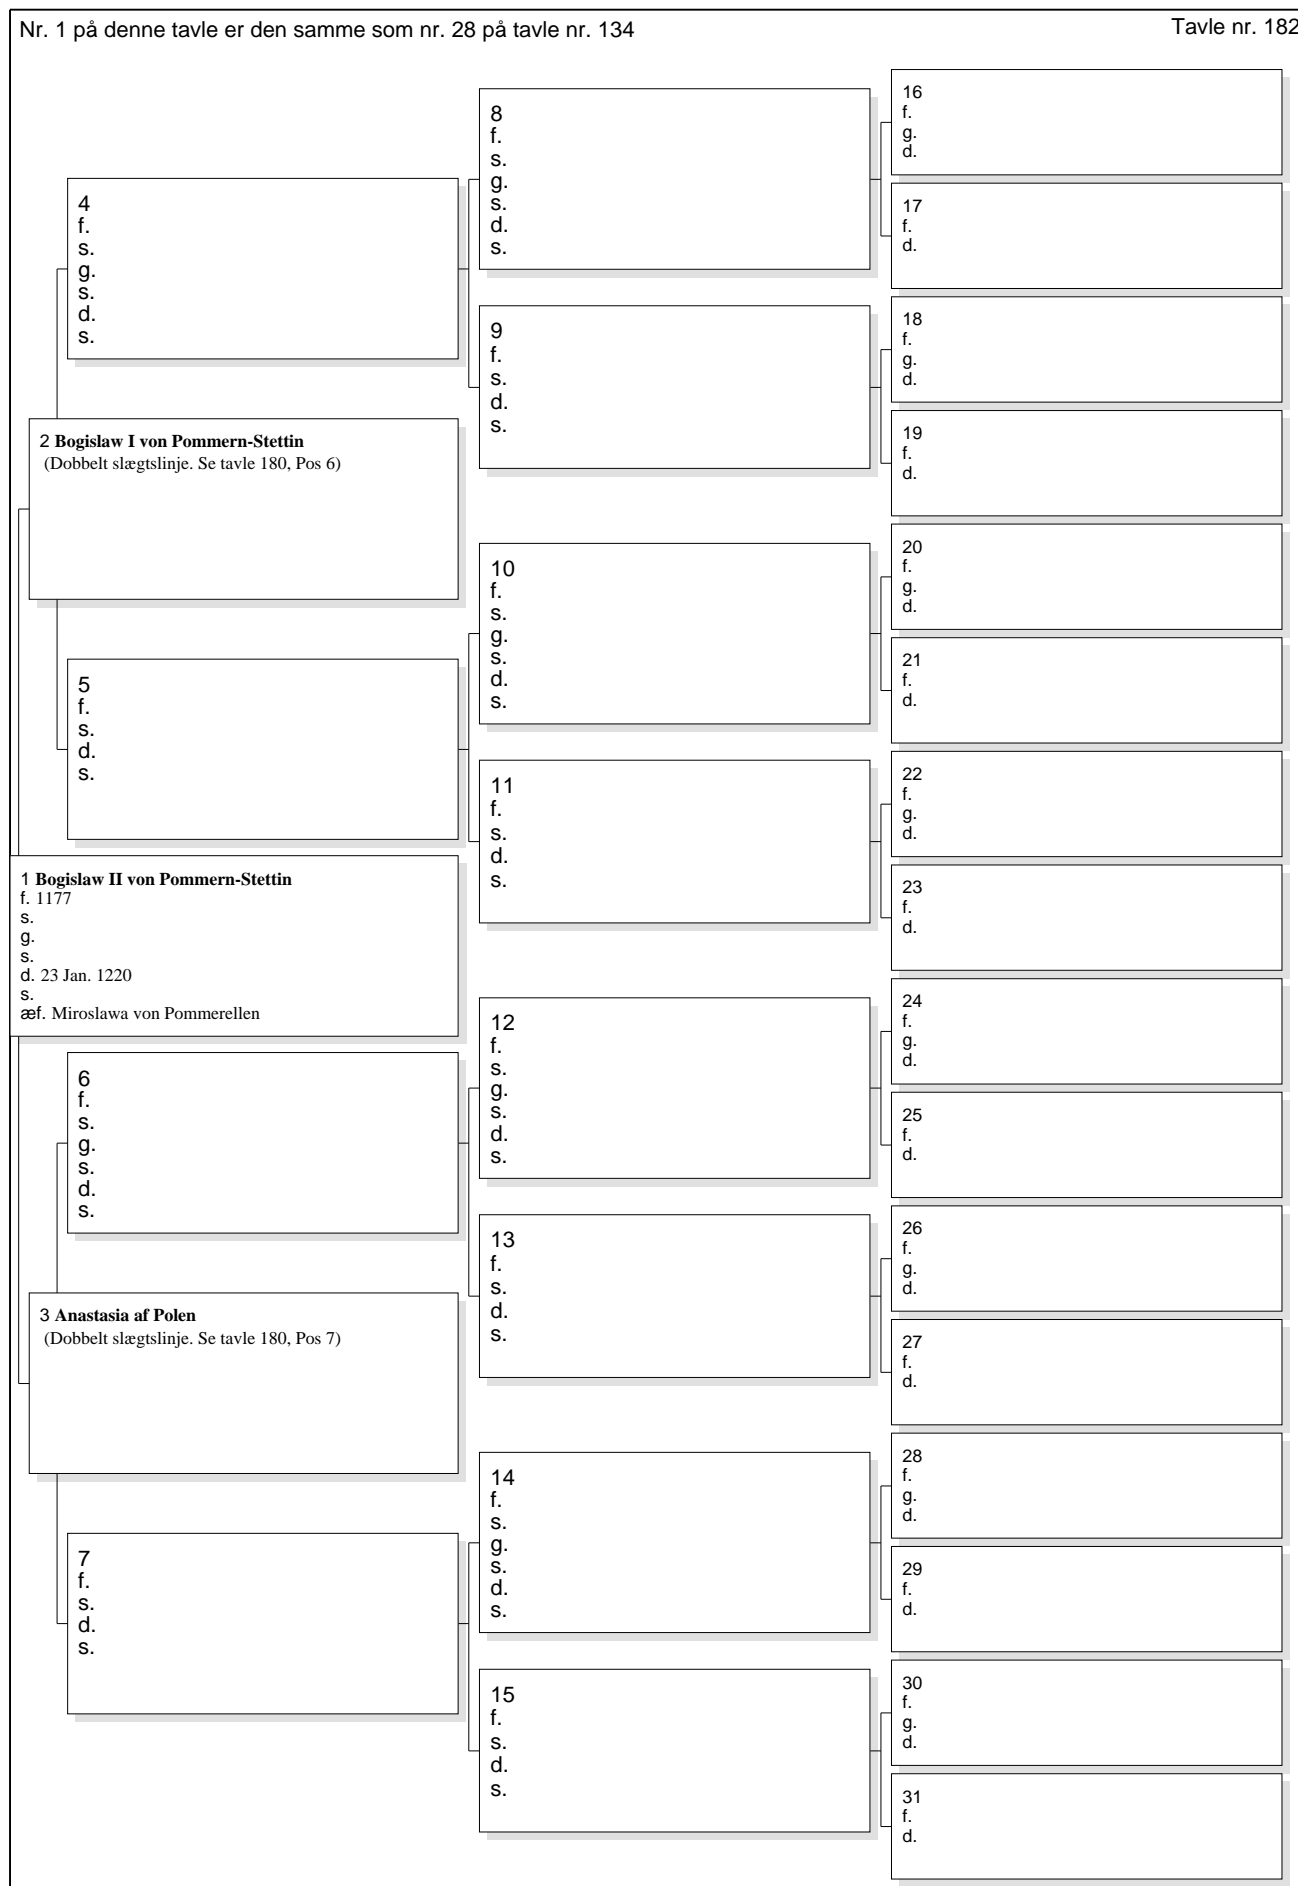 Nr. 1 på denne tavle er den samme som nr. 28 på tavle nr. 134
Tavle nr. 182
4
f.
s.
g.
s.
d.
s.
2 Bogislaw I von Pommern-Stettin
(Dobbelt slægtslinje. Se tavle 180, Pos 6)
5
f.
s.
d.
s.
1 Bogislaw II von Pommern-Stettin
f. 1177
s.
g.
s.
d. 23 Jan. 1220
s.
æf. Miroslawa von Pommerellen
6
f.
s.
g.
s.
d.
s.
3 Anastasia af Polen
(Dobbelt slægtslinje. Se tavle 180, Pos 7)
7
f.
s.
d.
s.
8
f.
s.
g.
s.
d.
s.
9
f.
s.
d.
s.
10
f.
s.
g.
s.
d.
s.
11
f.
s.
d.
s.
12
f.
s.
g.
s.
d.
s.
13
f.
s.
d.
s.
14
f.
s.
g.
s.
d.
s.
15
f.
s.
d.
s.
16
f.
g.
d.
17
f.
d.
18
f.
g.
d.
19
f.
d.
20
f.
g.
d.
21
f.
d.
22
f.
g.
d.
23
f.
d.
24
f.
g.
d.
25
f.
d.
26
f.
g.
d.
27
f.
d.
28
f.
g.
d.
29
f.
d.
30
f.
g.
d.
31
f.
d.